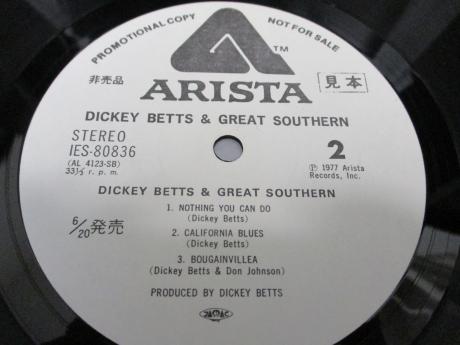 PROMOTIONAL COPY
NOT FOR SALE
TM
非売品
ARISTA
見本
DICKEY BETTS & GREAT SOUTHERN
STEREO
IES-80836
(AL 4123-SB)
33⅓ r. p. m.
2
Ⓟ 1977 Arista
Records, Inc.
DICKEY BETTS & GREAT SOUTHERN
1. NOTHING YOU CAN DO
(Dickey Betts)
2. CALIFORNIA BLUES
(Dickey Betts)
3. BOUGAINVILLEA
(Dickey Betts & Don Johnson)
6/20発売
PRODUCED BY DICKEY BETTS